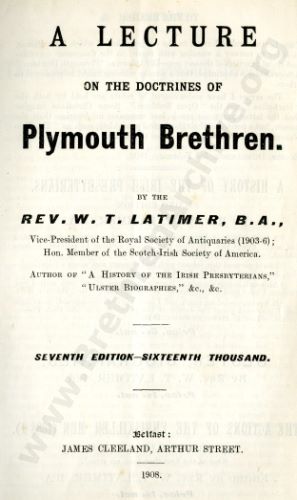 A LECTURE
ON THE DOCTRINES OF
Plymouth Brethren.
BY THE
REV. W. T. LATIMER, B.A.,
Vice-President of the Royal Society of Antiquaries (1903-6);
Hon. Member of the Scotch-Irish Society of America.
AUTHOR OF "A HISTORY OF THE IRISH PRESBYTERIANS,"
"ULSTER BIOGRAPHIES," &c., &c.
SEVENTH EDITION—SIXTEENTH THOUSAND.
Belfast:
JAMES CLEELAND, ARTHUR STREET.
1908.